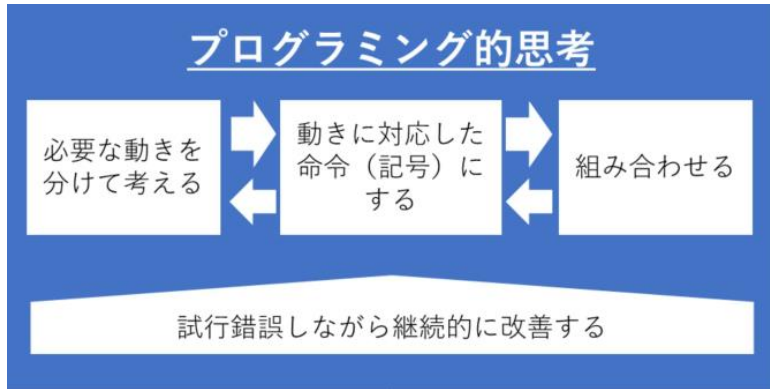 プログラミング的思考
必要な動きを
分けて考える
動きに対応した
命令（記号）に
する
組み合わせる
試行錯誤しながら継続的に改善する